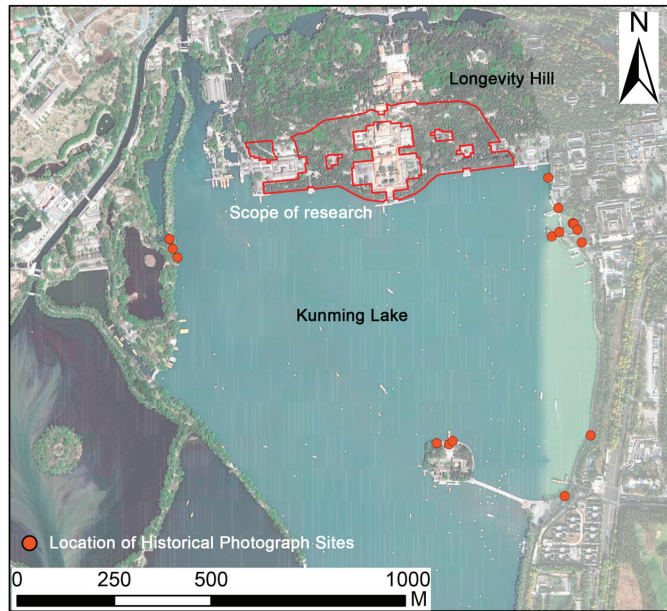 N
Longevity Hill
Scope of research
Kunming Lake
Location of Historical Photograph Sites
0 250 500 1000
M